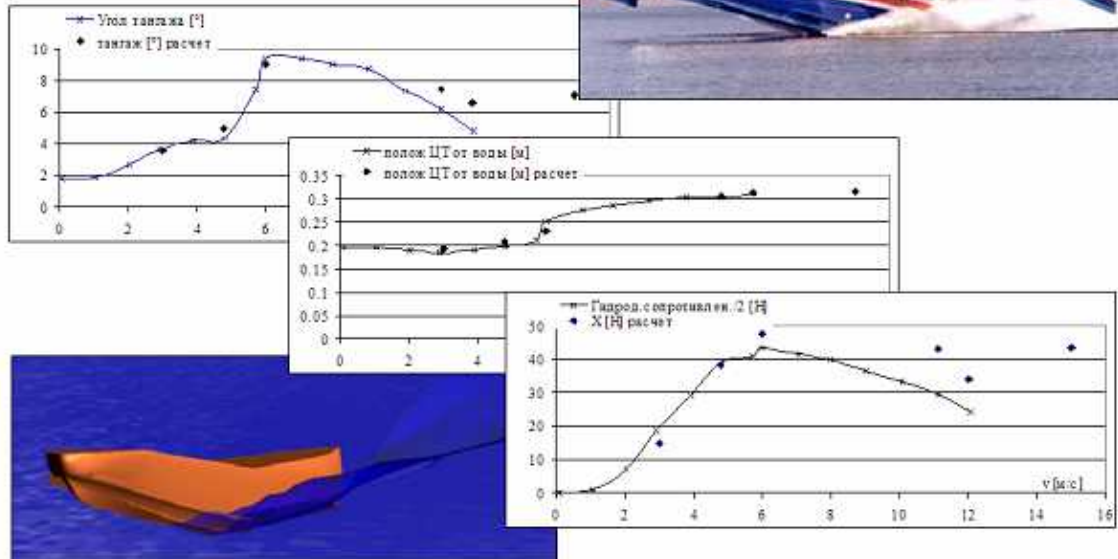 Угол тангажа [°]
тангаж [°] расчет
10
8
6
4
2
0
0 2 4 6
полож ЦТ от воды [м]
полож ЦТ от воды [м] расчет
0.35
0.3
0.25
0.2
0.15
0.1
0.05
0
0 2 4
Гидрод.сопротивлен./2 [Н]
X [Н] расчет
50
40
30
20
10
0
v [м/с]
0 2 4 6 8 10 12 14 16